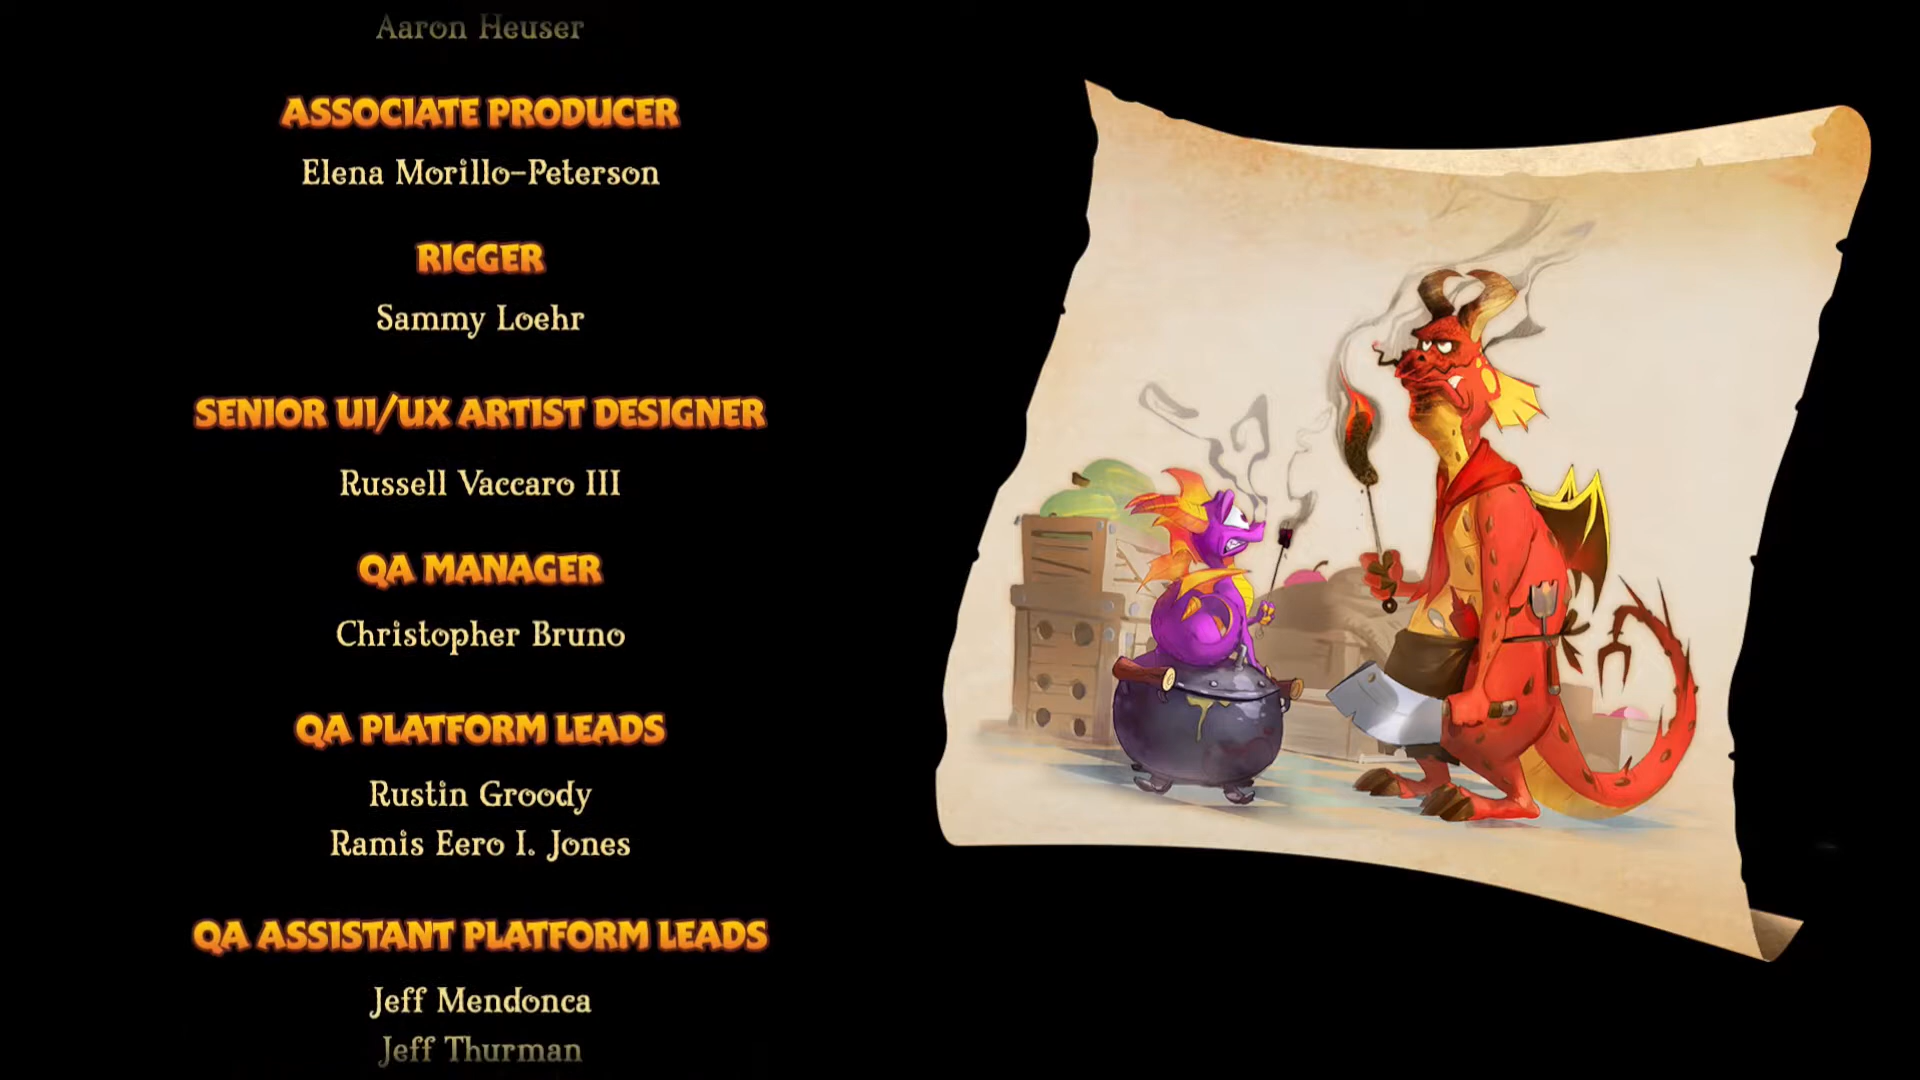 Aaron Heuser
ASSOCIATE PRODUCER
Elena Morillo-Peterson
RIGGER
Sammy Loehr
SENIOR UI/UX ARTIST DESIGNER
Russell Vaccaro III
QA MANAGER
Christopher Bruno
QA PLATFORM LEADS
Rustin Groody
Ramis Eero I. Jones
QA ASSISTANT PLATFORM LEADS
Jeff Mendonca
Jeff Thurman